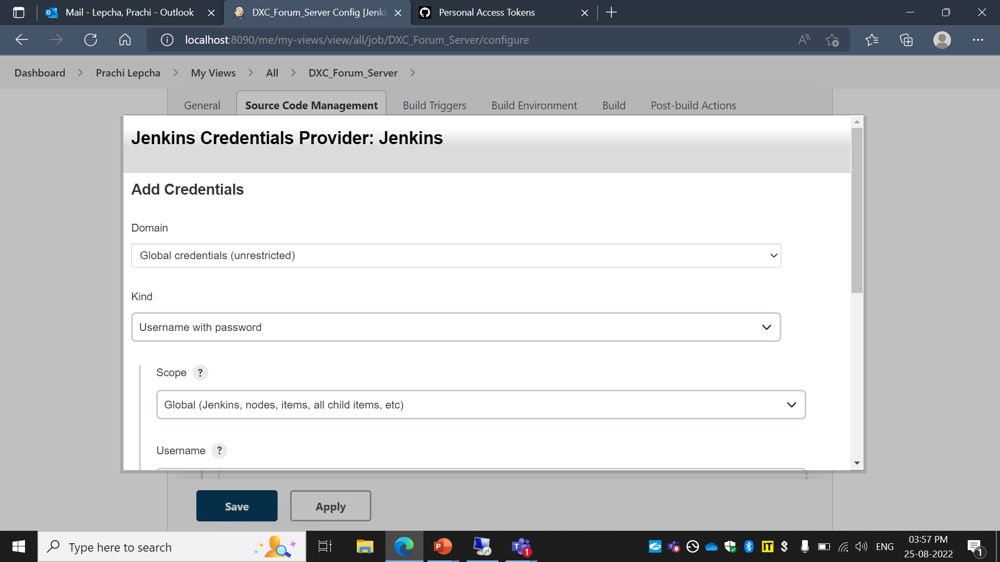 Mail - Lepcha, Prachi - Outlook
DXC_Forum_Server Config [Jenki
Personal Access Tokens
localhost:8090/me/my-views/view/all/job/DXC_Forum_Server/configure
Dashboard
Prachi Lepcha
My Views
All
DXC_Forum_Server
General
Source Code Management
Build Triggers
Build Environment
Build
Post-build Actions
Jenkins Credentials Provider: Jenkins
Add Credentials
Domain
Global credentials (unrestricted)
Kind
Username with password
Scope ?
Global (Jenkins, nodes, items, all child items, etc)
Username ?
Save
Apply
Type here to search
1
IT
ENG
03:57 PM
25-08-2022
1